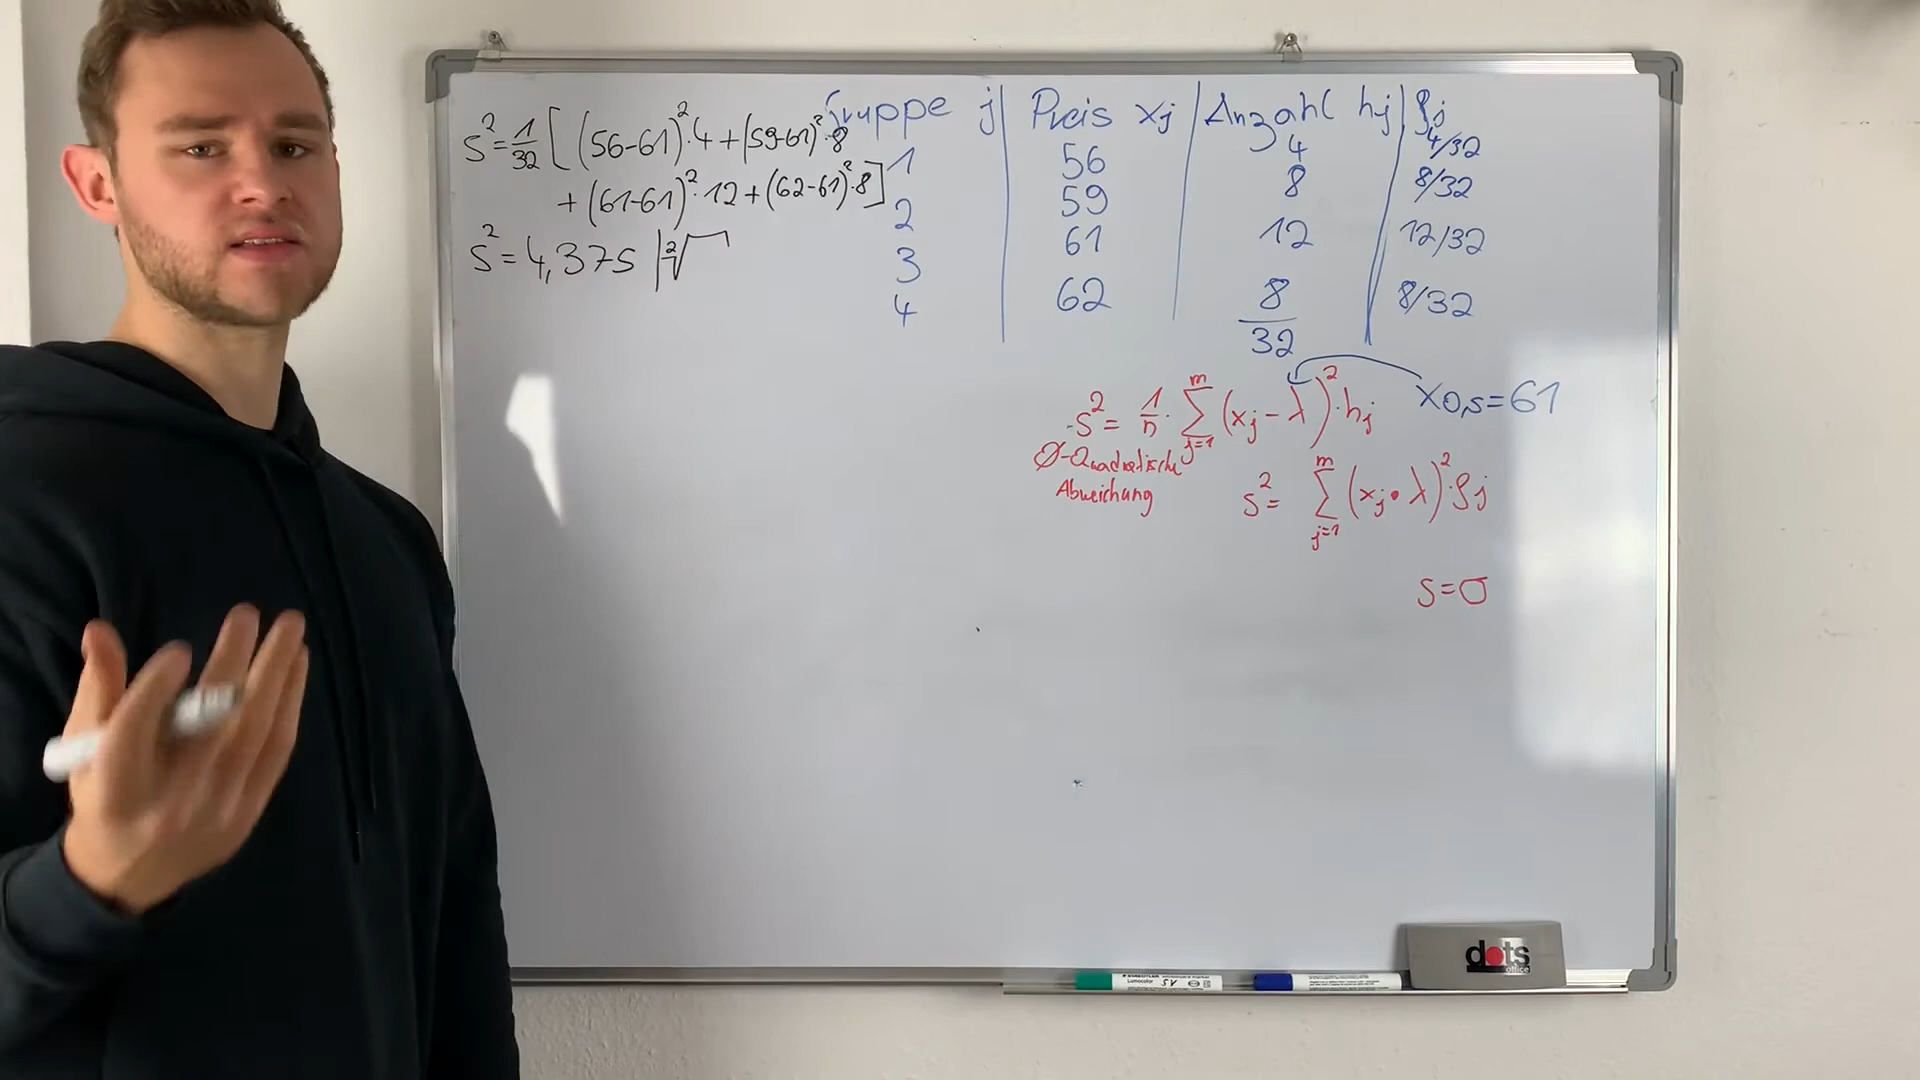 s² = 1/32 [ (56-61)²·4 + (59-61)²·8
+ (61-61)²·12 + (62-61)²·8 ]
s² = 4,375 | ²√
Gruppe j | Preis xj | Anzahl hj | fj
1 56 4 4/32
2 59 8 8/32
3 61 12 12/32
4 62 8 8/32
32
s² = 1/n · ∑ j=1 m (xj - λ)² · hj
x0,5=61
Ø-Quadratische
Abweichung
s² = ∑ j=1 m (xj • λ)² · fj
s=σ
STAEDTLER
Lumocolor
dots
office